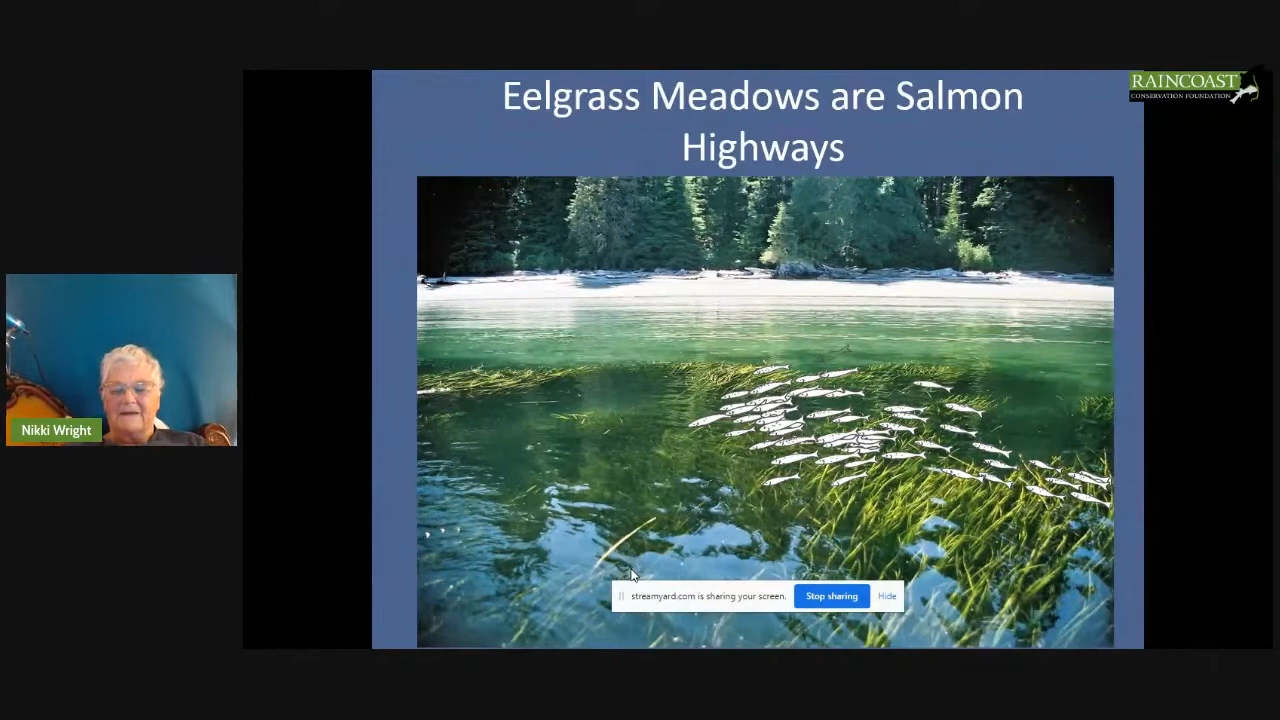 Eelgrass Meadows are Salmon
Highways
RAINCOAST
CONSERVATION FOUNDATION
Nikki Wright
streamyard.com is sharing your screen.
Stop sharing
Hide